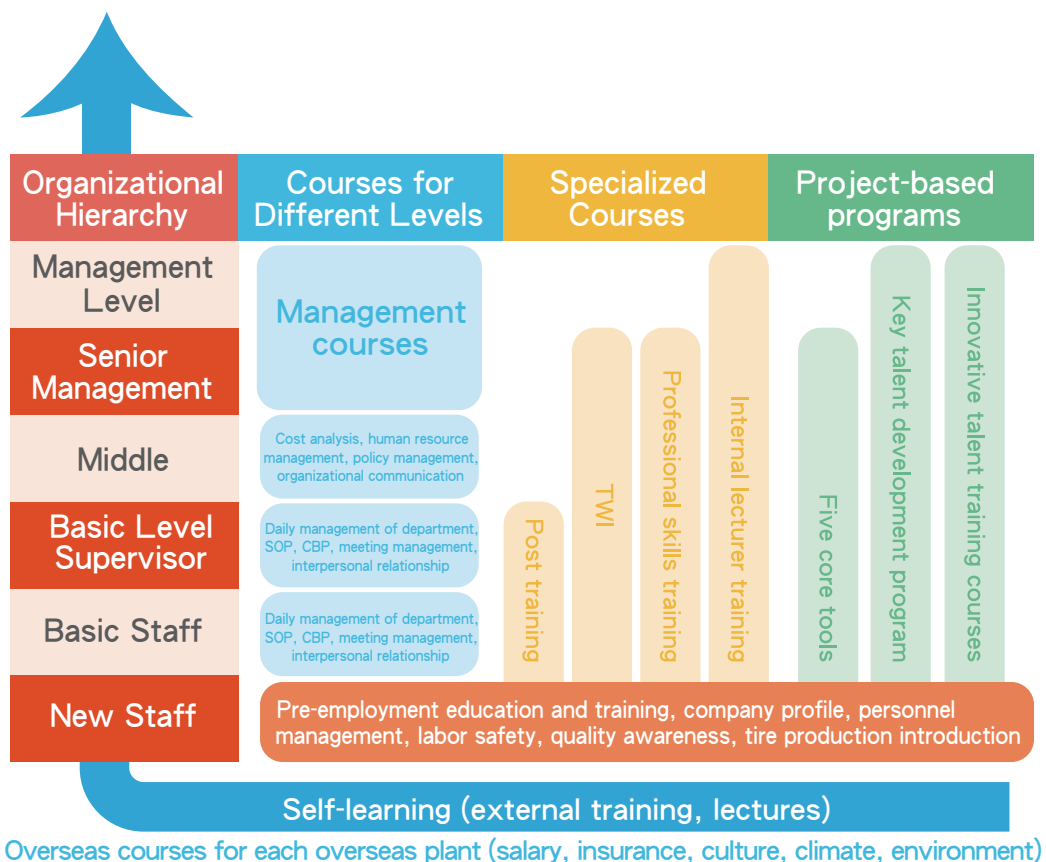 Organizational
Hierarchy
Courses for
Different Levels
Specialized
Courses
Project-based
programs
Management
Level
Management
courses
Senior
Management
Middle
Cost analysis, human resource
management, policy management,
organizational communication
Basic Level
Supervisor
Daily management of department,
SOP, CBP, meeting management,
interpersonal relationship
Basic Staff
Daily management of department,
SOP, CBP, meeting management,
interpersonal relationship
Post training
TWI
Professional skills training
Internal lecturer training
Five core tools
Key talent development program
Innovative talent training courses
New Staff
Pre-employment education and training, company profile, personnel
management, labor safety, quality awareness, tire production introduction
Self-learning (external training, lectures)
Overseas courses for each overseas plant (salary, insurance, culture, climate, environment)